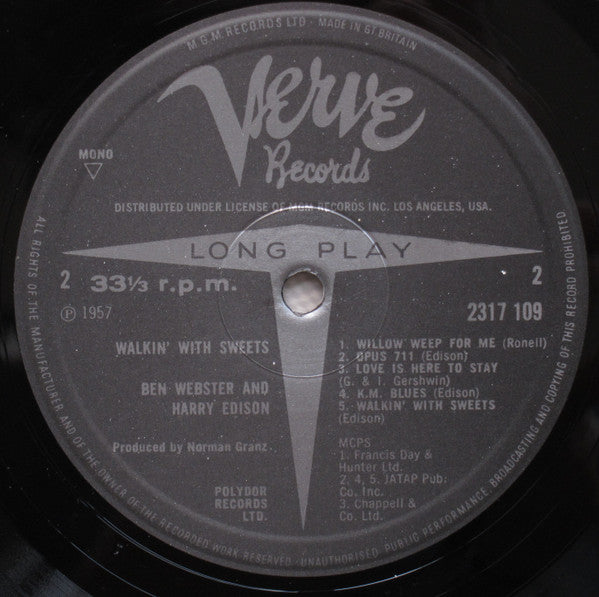 M.G.M RECORDS LTD · MADE IN GT BRITAIN
Verve
Records
MONO
DISTRIBUTED UNDER LICENSE OF MGM RECORDS INC. LOS ANGELES, USA.
LONG PLAY
2 33⅓ r.p.m. 2
℗ 1957 2317 109
WALKIN' WITH SWEETS
BEN WEBSTER AND
HARRY EDISON
Produced by Norman Granz
POLYDOR
RECORDS
LTD.
1. WILLOW WEEP FOR ME (Ronell)
2. OPUS 711 (Edison)
3. LOVE IS HERE TO STAY
(G. & I. Gershwin)
4. K.M. BLUES (Edison)
5. WALKIN' WITH SWEETS
(Edison)
MCPS
1. Francis Day &
Hunter Ltd.
2, 4, 5. JATAP Pub:
Co. Inc.
3. Chappell &
Co. Ltd.
ALL RIGHTS OF THE MANUFACTURER AND OF THE OWNER OF THE RECORDED WORK RESERVED · UNAUTHORISED PUBLIC PERFORMANCE, BROADCASTING AND COPYING OF THIS RECORD PROHIBITED